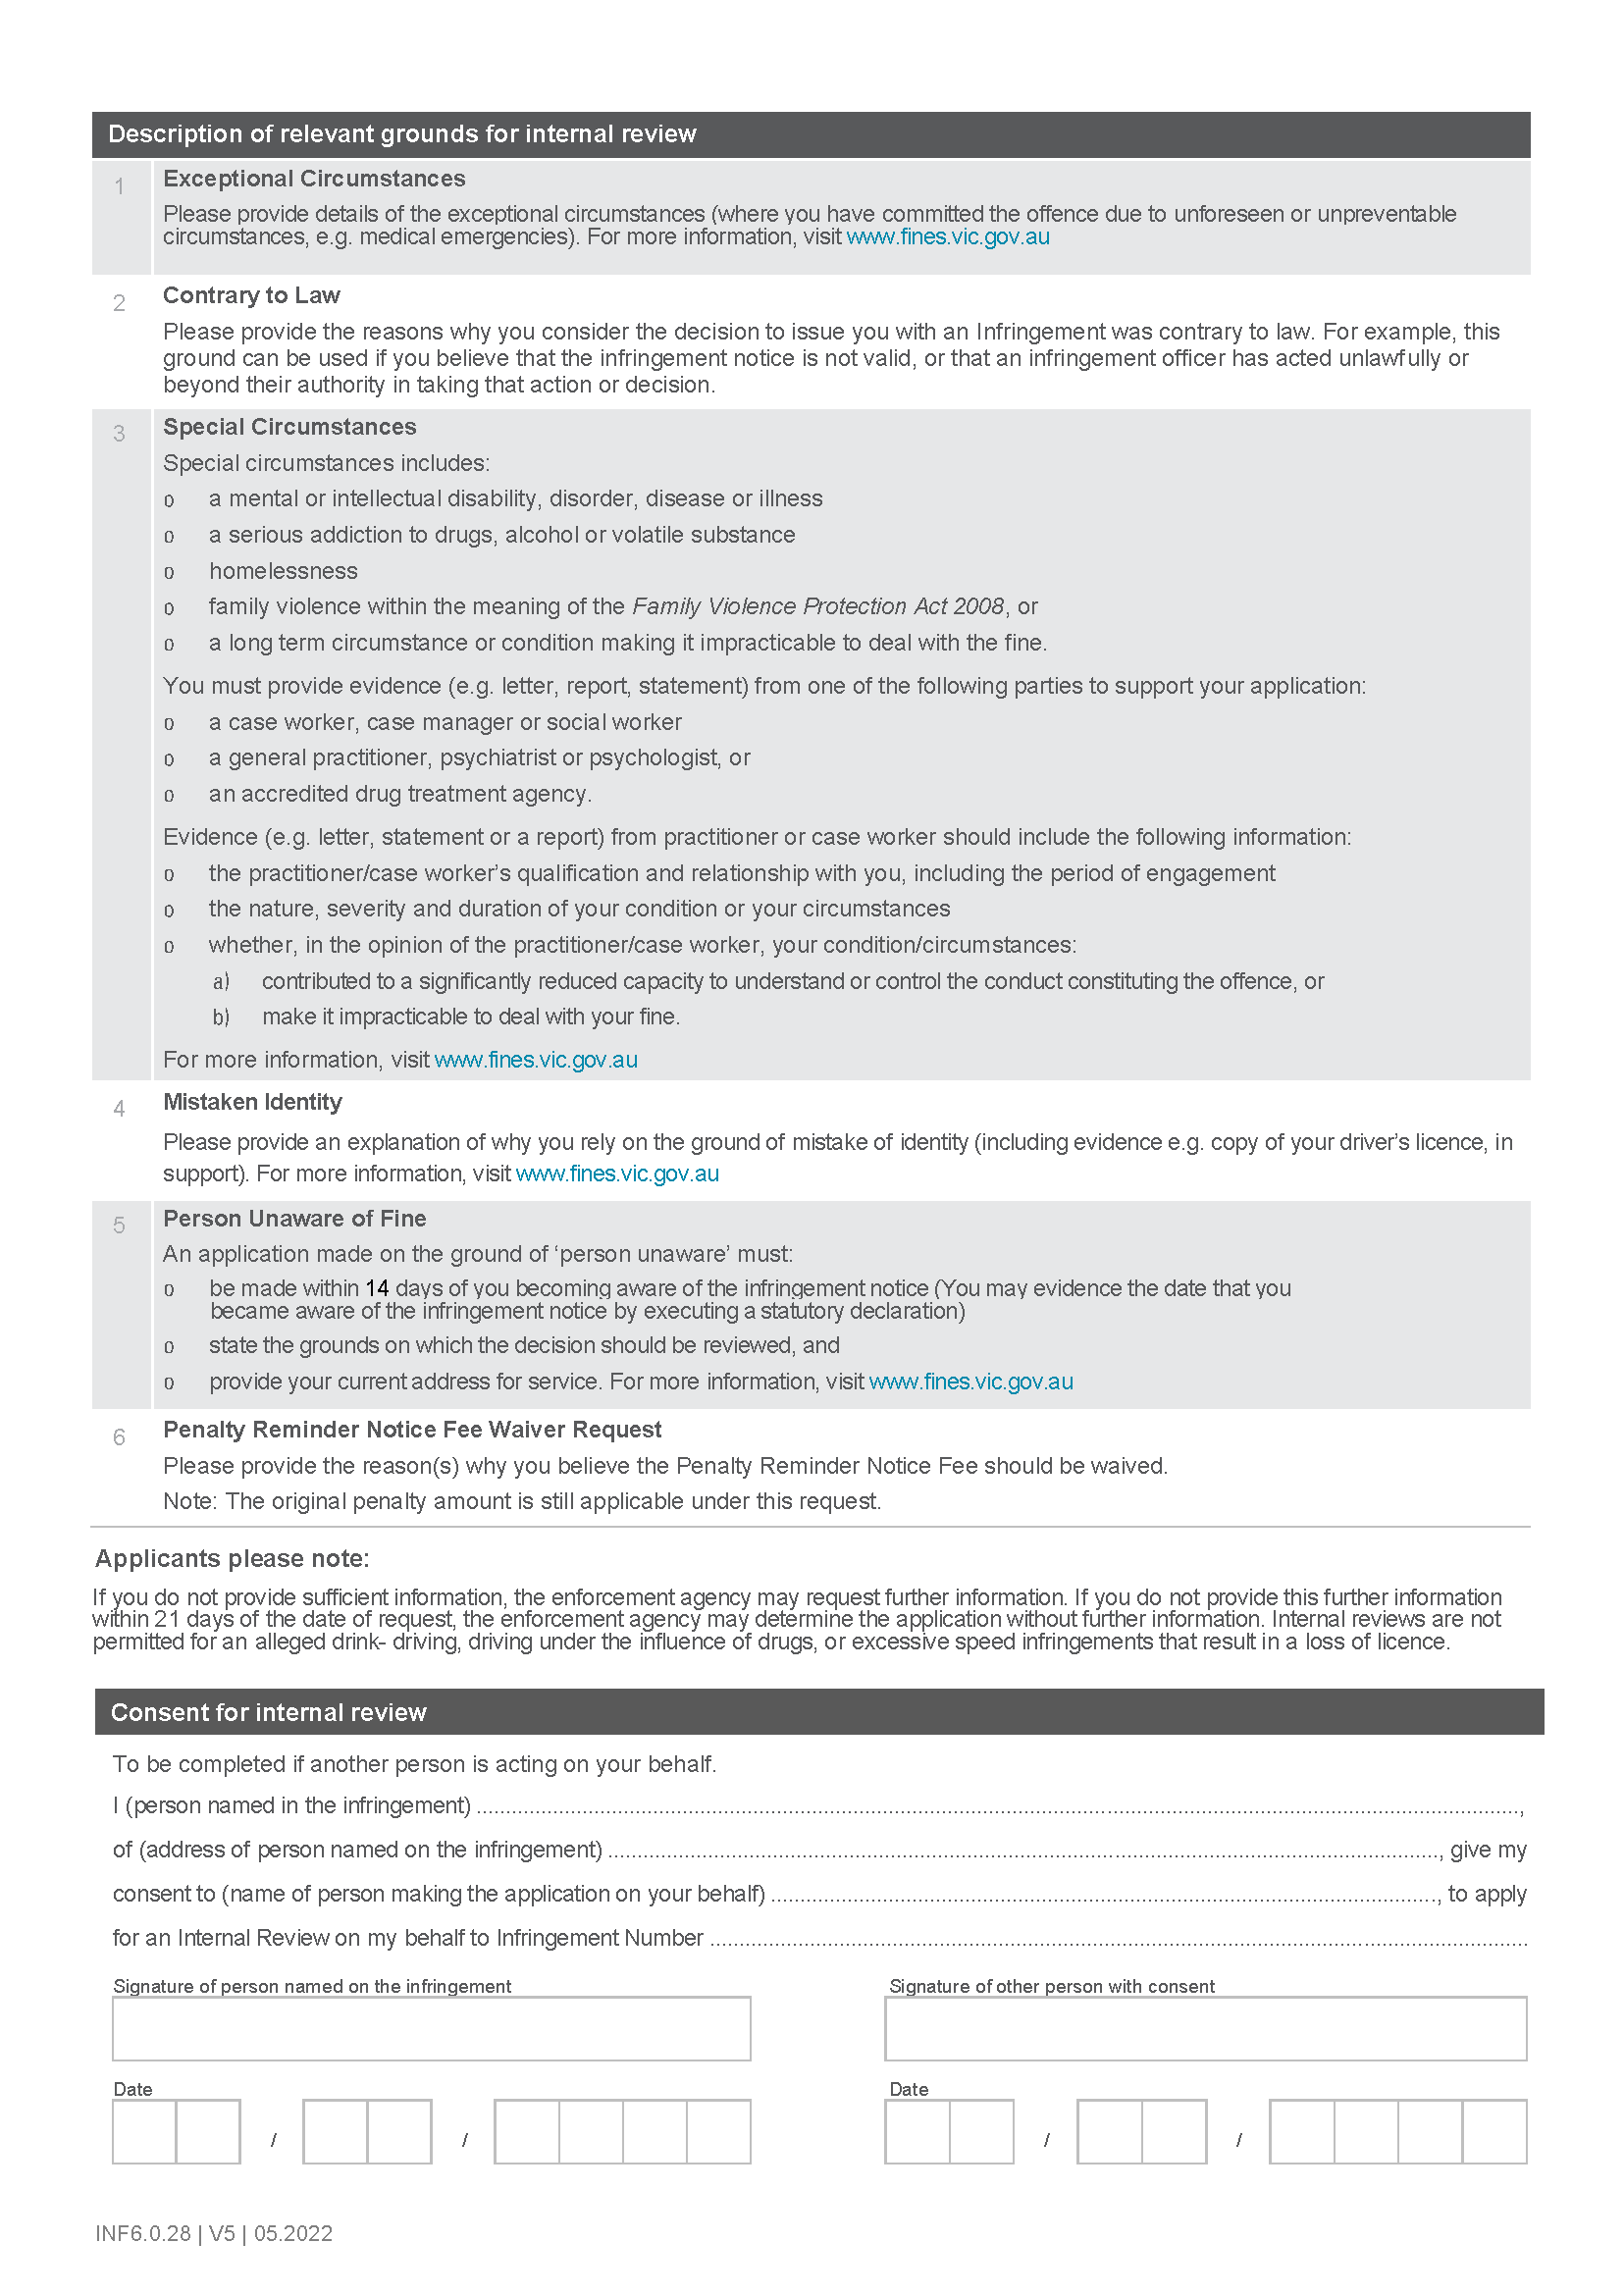 Description of relevant grounds for internal review
1
Exceptional Circumstances
Please provide details of the exceptional circumstances (where you have committed the offence due to unforeseen or unpreventable
circumstances, e.g. medical emergencies). For more information, visit www.fines.vic.gov.au
2
Contrary to Law
Please provide the reasons why you consider the decision to issue you with an Infringement was contrary to law. For example, this
ground can be used if you believe that the infringement notice is not valid, or that an infringement officer has acted unlawfully or
beyond their authority in taking that action or decision.
3
Special Circumstances
Special circumstances includes:
o a mental or intellectual disability, disorder, disease or illness
o a serious addiction to drugs, alcohol or volatile substance
o homelessness
o family violence within the meaning of the Family Violence Protection Act 2008, or
o a long term circumstance or condition making it impracticable to deal with the fine.
You must provide evidence (e.g. letter, report, statement) from one of the following parties to support your application:
o a case worker, case manager or social worker
o a general practitioner, psychiatrist or psychologist, or
o an accredited drug treatment agency.
Evidence (e.g. letter, statement or a report) from practitioner or case worker should include the following information:
o the practitioner/case worker’s qualification and relationship with you, including the period of engagement
o the nature, severity and duration of your condition or your circumstances
o whether, in the opinion of the practitioner/case worker, your condition/circumstances:
a) contributed to a significantly reduced capacity to understand or control the conduct constituting the offence, or
b) make it impracticable to deal with your fine.
For more information, visit www.fines.vic.gov.au
4
Mistaken Identity
Please provide an explanation of why you rely on the ground of mistake of identity (including evidence e.g. copy of your driver’s licence, in
support). For more information, visit www.fines.vic.gov.au
5
Person Unaware of Fine
An application made on the ground of ‘person unaware’ must:
o be made within 14 days of you becoming aware of the infringement notice (You may evidence the date that you
became aware of the infringement notice by executing a statutory declaration)
o state the grounds on which the decision should be reviewed, and
o provide your current address for service. For more information, visit www.fines.vic.gov.au
6
Penalty Reminder Notice Fee Waiver Request
Please provide the reason(s) why you believe the Penalty Reminder Notice Fee should be waived.
Note: The original penalty amount is still applicable under this request.
Applicants please note:
If you do not provide sufficient information, the enforcement agency may request further information. If you do not provide this further information
within 21 days of the date of request, the enforcement agency may determine the application without further information. Internal reviews are not
permitted for an alleged drink- driving, driving under the influence of drugs, or excessive speed infringements that result in a loss of licence.
Consent for internal review
To be completed if another person is acting on your behalf.
I (person named in the infringement) ....................,
of (address of person named on the infringement) ...................., give my
consent to (name of person making the application on your behalf) ...................., to apply
for an Internal Review on my behalf to Infringement Number ....................
Signature of person named on the infringement
Signature of other person with consent
Date
Date
/ /
/ /
INF6.0.28 | V5 | 05.2022